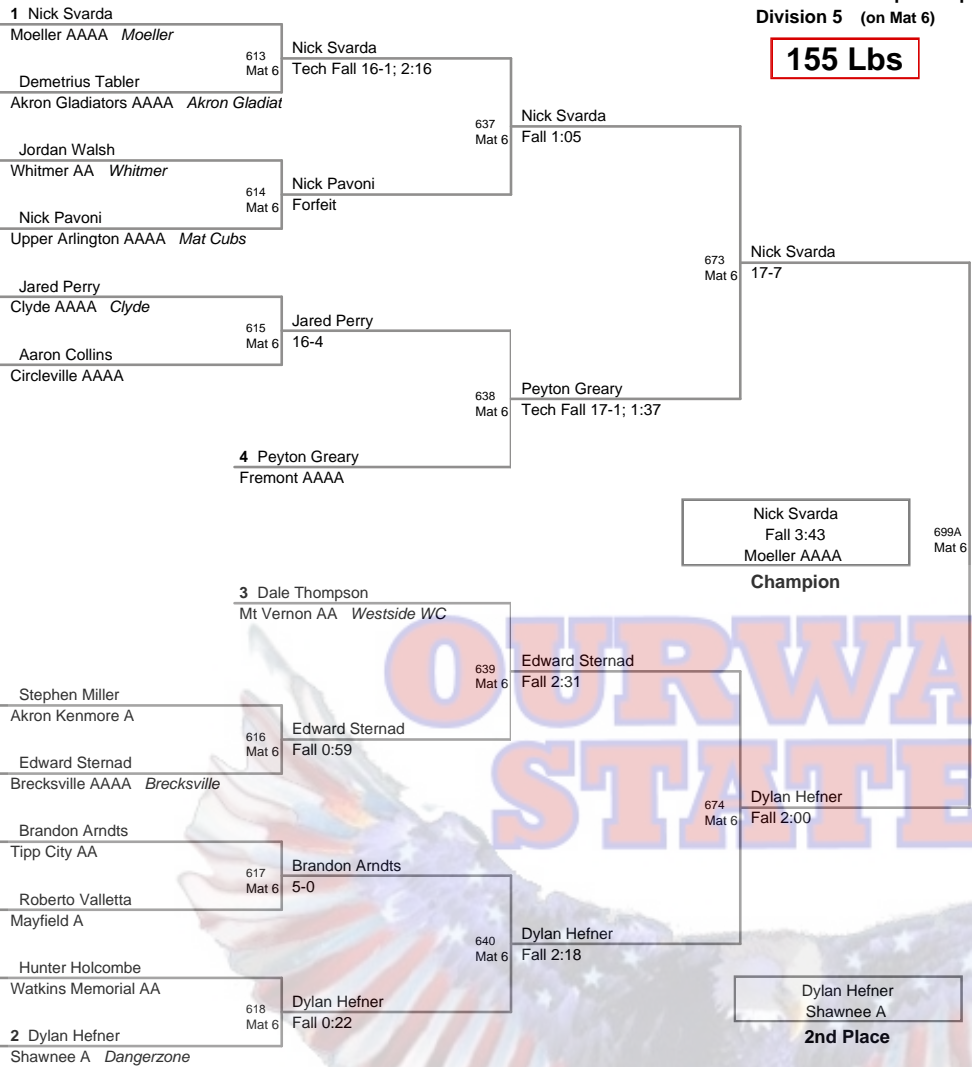 Division 5 (on Mat 6)
155 Lbs
1 Nick Svarda
Moeller AAAA Moeller
613
Mat 6
Nick Svarda
Tech Fall 16-1; 2:16
Demetrius Tabler
Akron Gladiators AAAA Akron Gladiat
637
Mat 6
Nick Svarda
Fall 1:05
Jordan Walsh
Whitmer AA Whitmer
614
Mat 6
Nick Pavoni
Forfeit
Nick Pavoni
Upper Arlington AAAA Mat Cubs
673
Mat 6
Nick Svarda
17-7
Jared Perry
Clyde AAAA Clyde
615
Mat 6
Jared Perry
16-4
Aaron Collins
Circleville AAAA
638
Mat 6
Peyton Greary
Tech Fall 17-1; 1:37
4 Peyton Greary
Fremont AAAA
Nick Svarda
Fall 3:43
Moeller AAAA
Champion
699A
Mat 6
3 Dale Thompson
Mt Vernon AA Westside WC
OURWA
STATE
639
Mat 6
Edward Sternad
Fall 2:31
Stephen Miller
Akron Kenmore A
616
Mat 6
Edward Sternad
Fall 0:59
Edward Sternad
Brecksville AAAA Brecksville
674
Mat 6
Dylan Hefner
Fall 2:00
Brandon Arndts
Tipp City AA
617
Mat 6
Brandon Arndts
5-0
Roberto Valletta
Mayfield A
640
Mat 6
Dylan Hefner
Fall 2:18
Hunter Holcombe
Watkins Memorial AA
618
Mat 6
Dylan Hefner
Fall 0:22
2 Dylan Hefner
Shawnee A Dangerzone
Dylan Hefner
Shawnee A
2nd Place